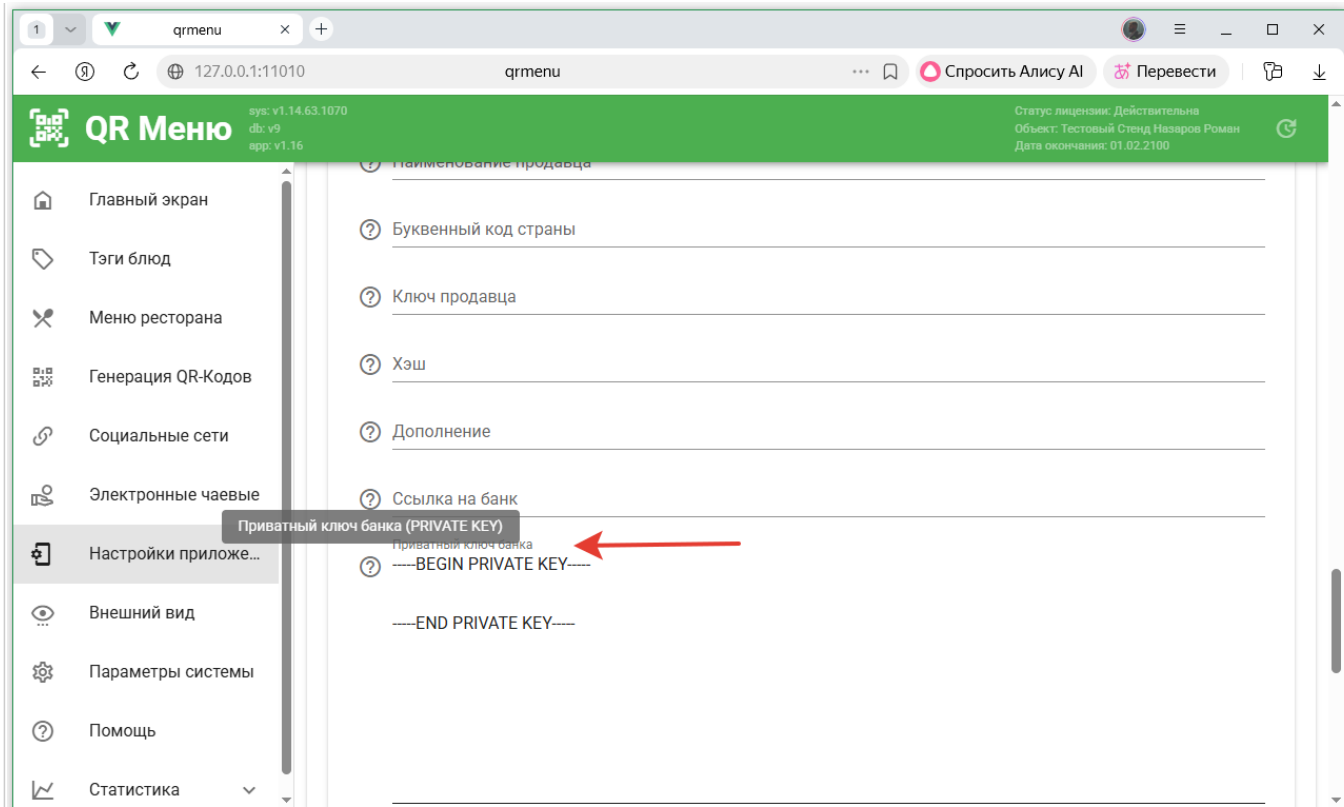 1
qrmenu
127.0.0.1:11010
qrmenu
Спросить Алису AI
Перевести
QR Меню
sys: v1.14.63.1070
db: v9
app: v1.16
Статус лицензии: Действительна
Объект: Тестовый Стенд Назаров Роман
Дата окончания: 01.02.2100
Главный экран
Тэги блюд
Меню ресторана
Генерация QR-Кодов
Социальные сети
Электронные чаевые
Настройки приложе...
Внешний вид
Параметры системы
Помощь
Статистика
Наименование продавца
Буквенный код страны
Ключ продавца
Хэш
Дополнение
Ссылка на банк
Приватный ключ банка (PRIVATE KEY)
Приватный ключ банка
-----BEGIN PRIVATE KEY-----
-----END PRIVATE KEY-----